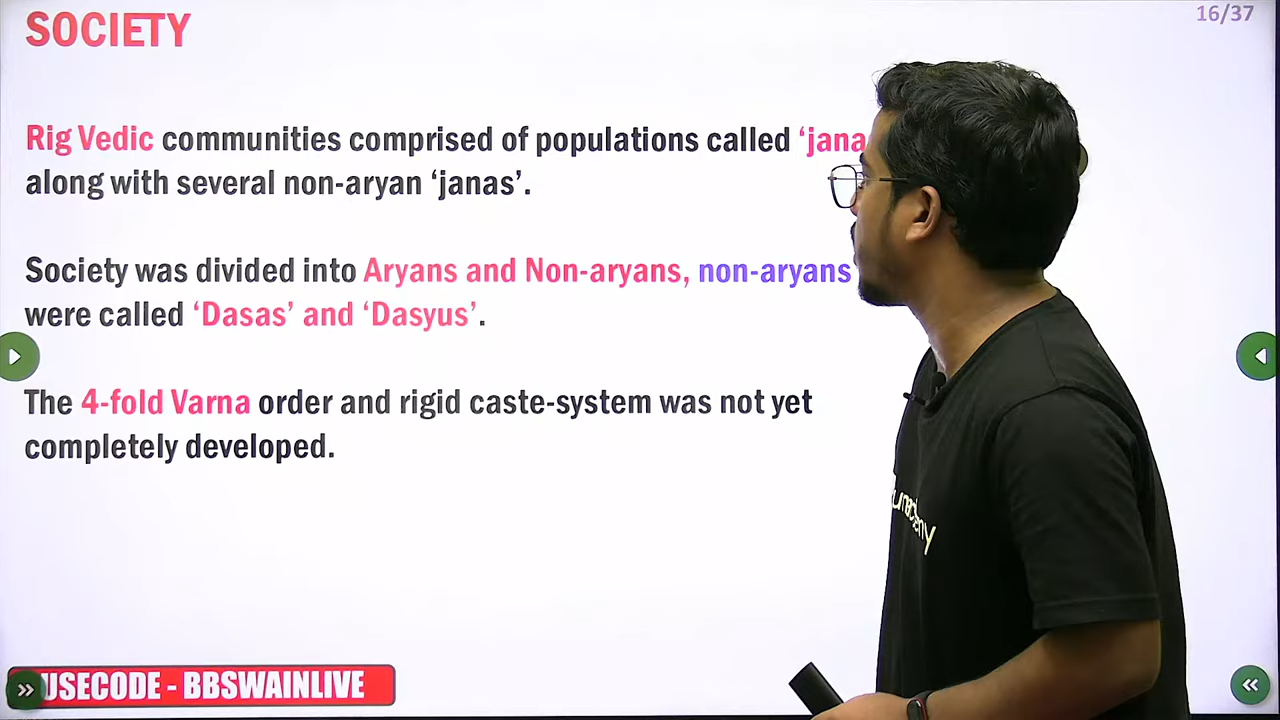 SOCIETY
16/37
Rig Vedic communities comprised of populations called ‘jana
along with several non-aryan ‘janas’.
Society was divided into Aryans and Non-aryans, non-aryans
were called ‘Dasas’ and ‘Dasyus’.
The 4-fold Varna order and rigid caste-system was not yet
completely developed.
USECODE - BBSWAINLIVE